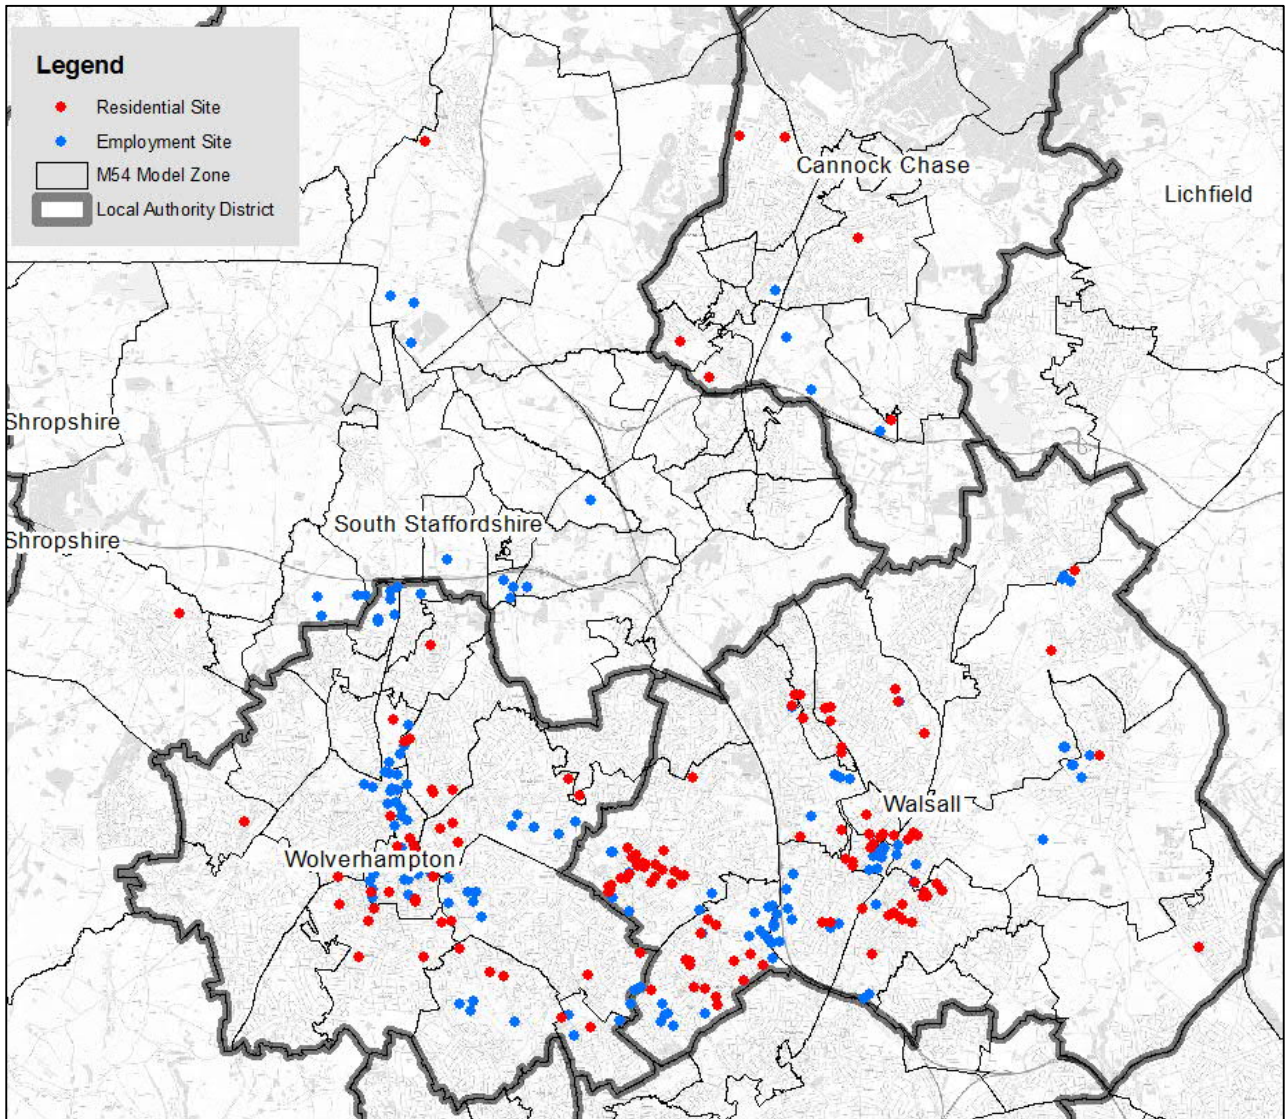 Legend
Residential Site
Employment Site
M54 Model Zone
Local Authority District
Cannock Chase
Lichfield
Shropshire
South Staffordshire
Shropshire
Walsall
Wolverhampton